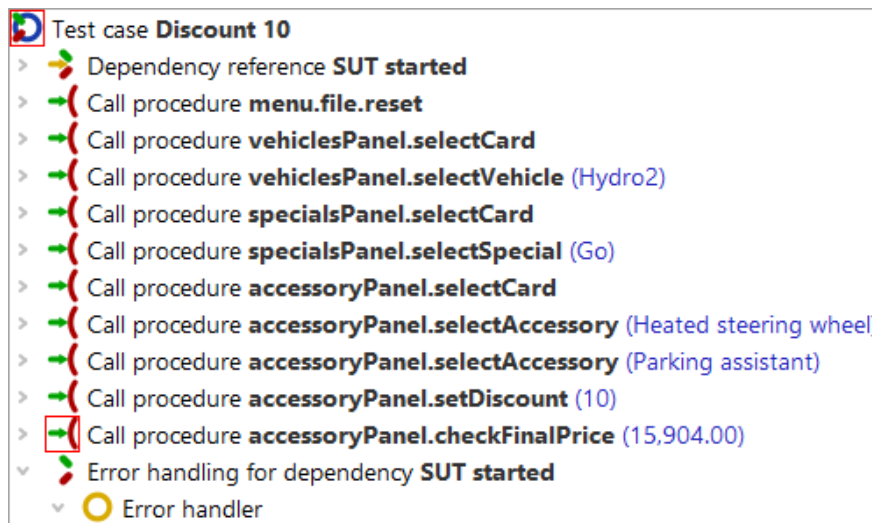 Test case Discount 10
Dependency reference SUT started
Call procedure menu.file.reset
Call procedure vehiclesPanel.selectCard
Call procedure vehiclesPanel.selectVehicle (Hydro2)
Call procedure specialsPanel.selectCard
Call procedure specialsPanel.selectSpecial (Go)
Call procedure accessoryPanel.selectCard
Call procedure accessoryPanel.selectAccessory (Heated steering wheel)
Call procedure accessoryPanel.selectAccessory (Parking assistant)
Call procedure accessoryPanel.setDiscount (10)
Call procedure accessoryPanel.checkFinalPrice (15,904.00)
Error handling for dependency SUT started
Error handler